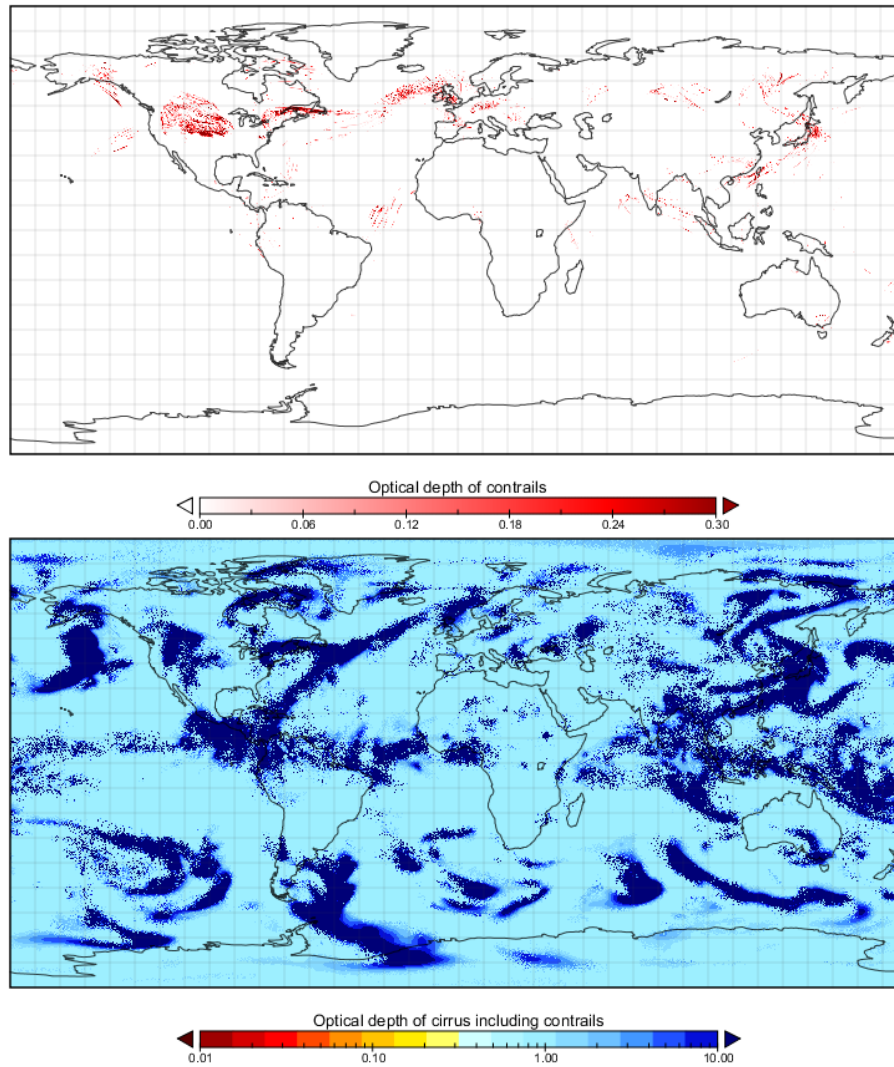 Optical depth of contrails
0.00 0.06 0.12 0.18 0.24 0.30
Optical depth of cirrus including contrails
0.01 0.10 1.00 10.00